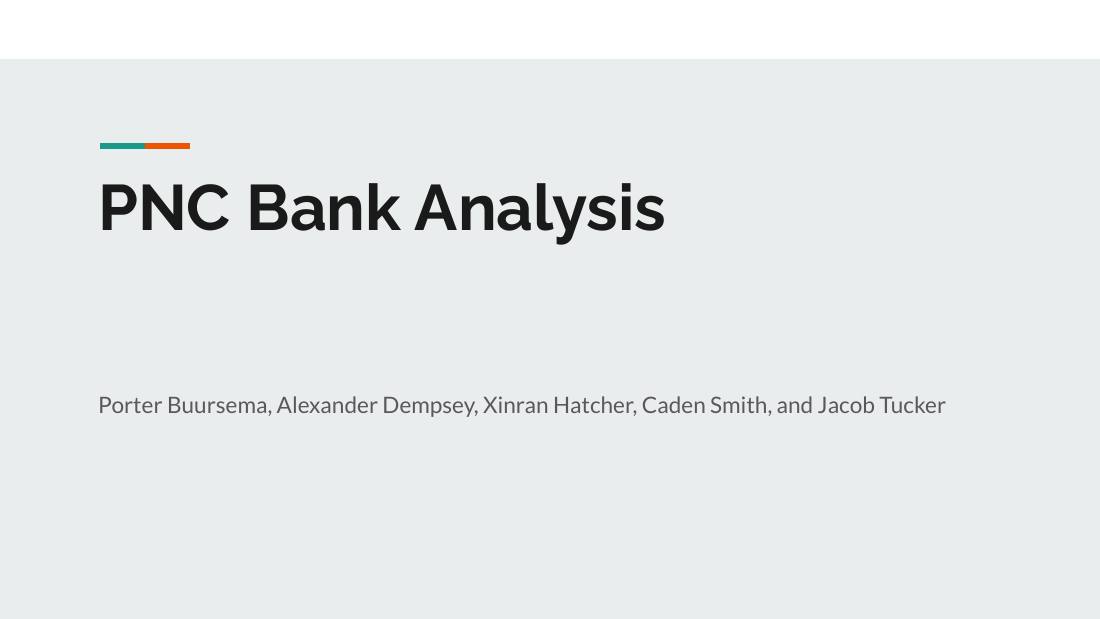 PNC Bank Analysis
Porter Buursema, Alexander Dempsey, Xinran Hatcher, Caden Smith, and Jacob Tucker